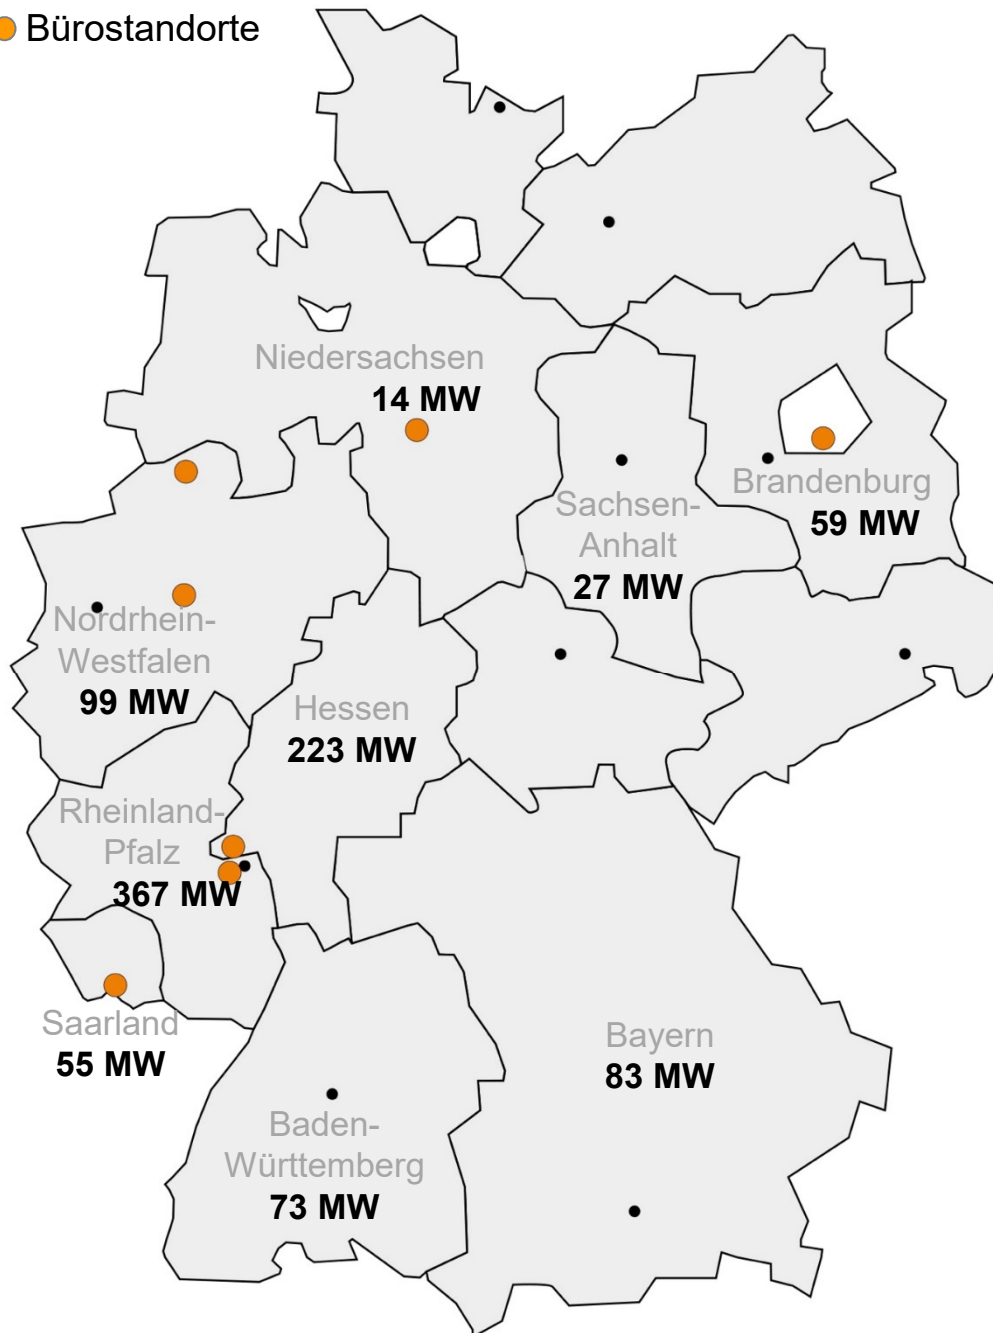 Bürostandorte
Niedersachsen
14 MW
Brandenburg
59 MW
Sachsen-
Anhalt
27 MW
Nordrhein-
Westfalen
99 MW
Hessen
223 MW
Rheinland-
Pfalz
367 MW
Saarland
55 MW
Bayern
83 MW
Baden-
Württemberg
73 MW